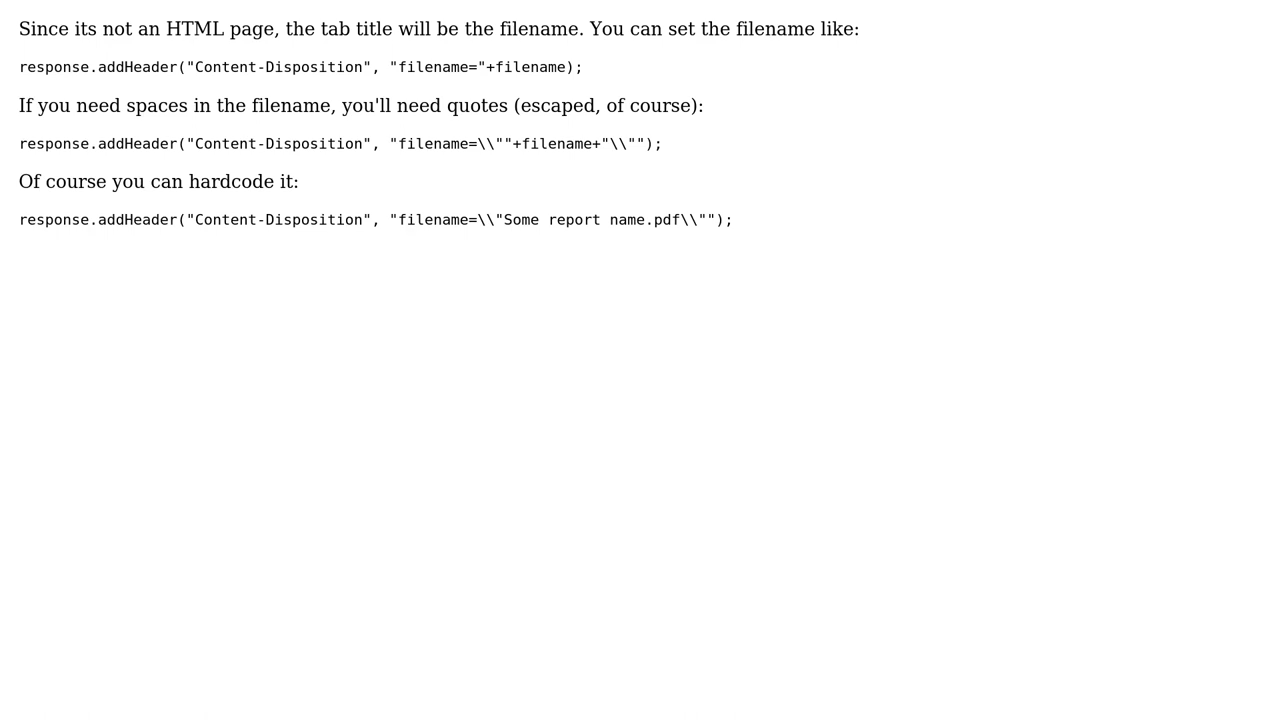 Since its not an HTML page, the tab title will be the filename. You can set the filename like:
response.addHeader("Content-Disposition", "filename="+filename);
If you need spaces in the filename, you'll need quotes (escaped, of course):
response.addHeader("Content-Disposition", "filename=\\""+filename+"\\"");
Of course you can hardcode it:
response.addHeader("Content-Disposition", "filename=\\"Some report name.pdf\\"");